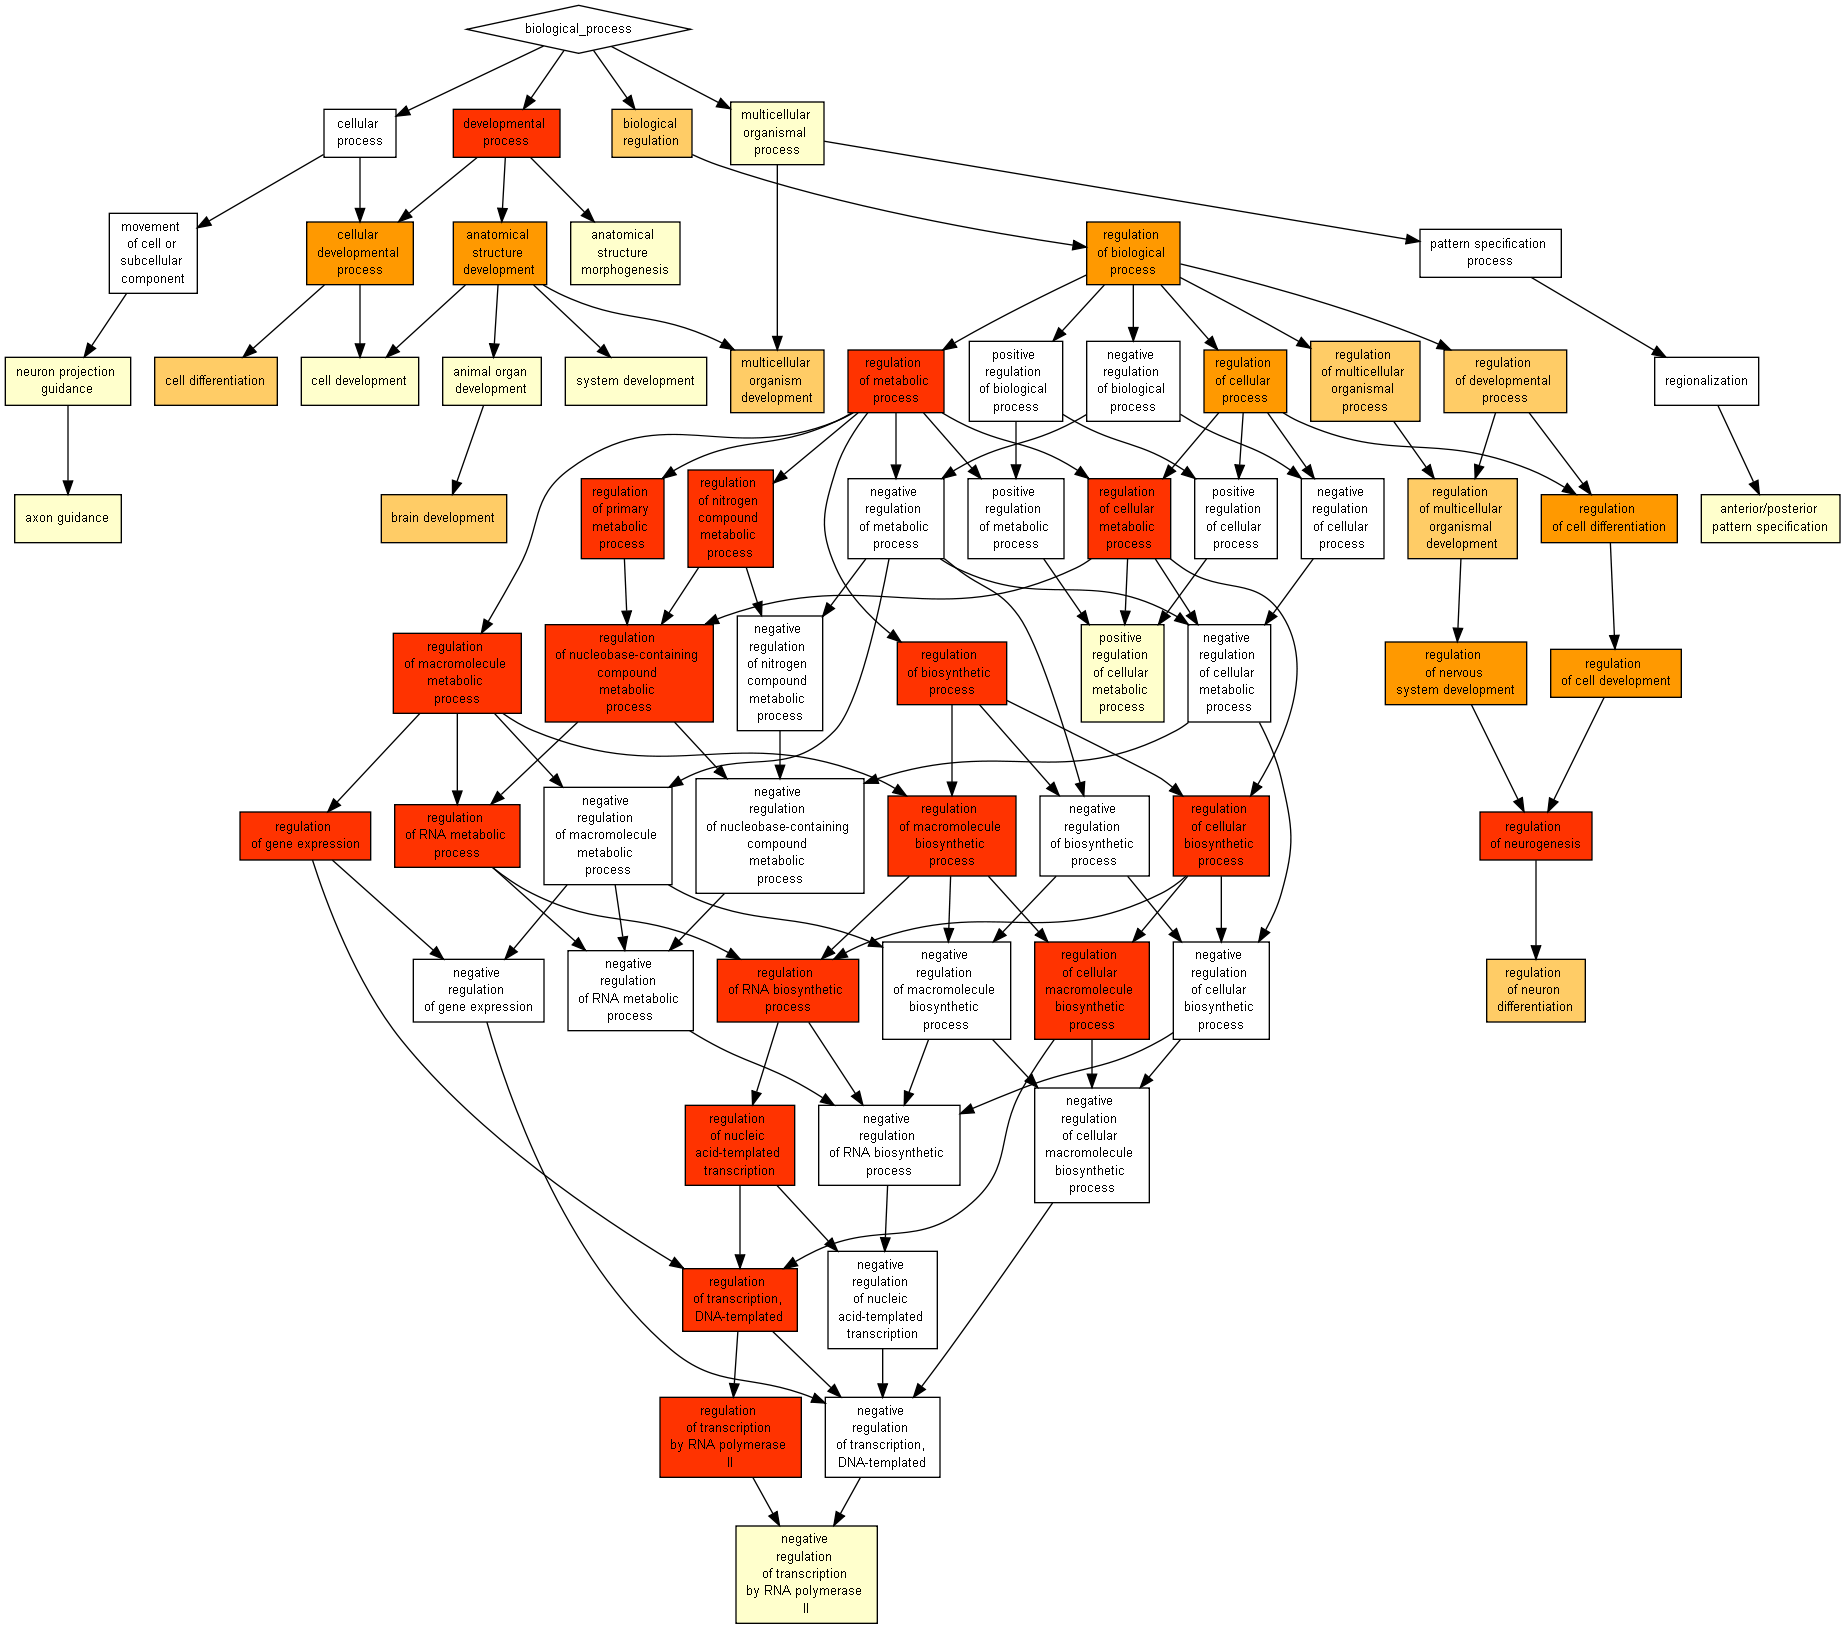 biological_process
cellular
process
developmental
process
biological
regulation
multicellular
organismal
process
movement
of cell or
subcellular
component
cellular
developmental
process
anatomical
structure
development
anatomical
structure
morphogenesis
regulation
of biological
process
pattern specification
process
neuron projection
guidance
cell differentiation
cell development
animal organ
development
system development
multicellular
organism
development
regulation
of metabolic
process
positive
regulation
of biological
process
negative
regulation
of biological
process
regulation
of cellular
process
regulation
of multicellular
organismal
process
regulation
of developmental
process
regionalization
axon guidance
brain development
regulation
of primary
metabolic
process
regulation
of nitrogen
compound
metabolic
process
negative
regulation
of metabolic
process
positive
regulation
of metabolic
process
regulation
of cellular
metabolic
process
positive
regulation
of cellular
process
negative
regulation
of cellular
process
regulation
of multicellular
organismal
development
regulation
of cell differentiation
anterior/posterior
pattern specification
regulation
of macromolecule
metabolic
process
regulation
of nucleobase-containing
compound
metabolic
process
negative
regulation
of nitrogen
compound
metabolic
process
regulation
of biosynthetic
process
positive
regulation
of cellular
metabolic
process
negative
regulation
of cellular
metabolic
process
regulation
of nervous
system development
regulation
of cell development
regulation
of gene expression
regulation
of RNA metabolic
process
negative
regulation
of macromolecule
metabolic
process
negative
regulation
of nucleobase-containing
compound
metabolic
process
regulation
of macromolecule
biosynthetic
process
negative
regulation
of biosynthetic
process
regulation
of cellular
biosynthetic
process
regulation
of neurogenesis
negative
regulation
of gene expression
negative
regulation
of RNA metabolic
process
regulation
of RNA biosynthetic
process
negative
regulation
of macromolecule
biosynthetic
process
regulation
of cellular
macromolecule
biosynthetic
process
negative
regulation
of cellular
biosynthetic
process
regulation
of neuron
differentiation
regulation
of nucleic
acid-templated
transcription
negative
regulation
of RNA biosynthetic
process
negative
regulation
of cellular
macromolecule
biosynthetic
process
regulation
of transcription,
DNA-templated
negative
regulation
of nucleic
acid-templated
transcription
regulation
of transcription
by RNA polymerase
II
negative
regulation
of transcription,
DNA-templated
negative
regulation
of transcription
by RNA polymerase
II